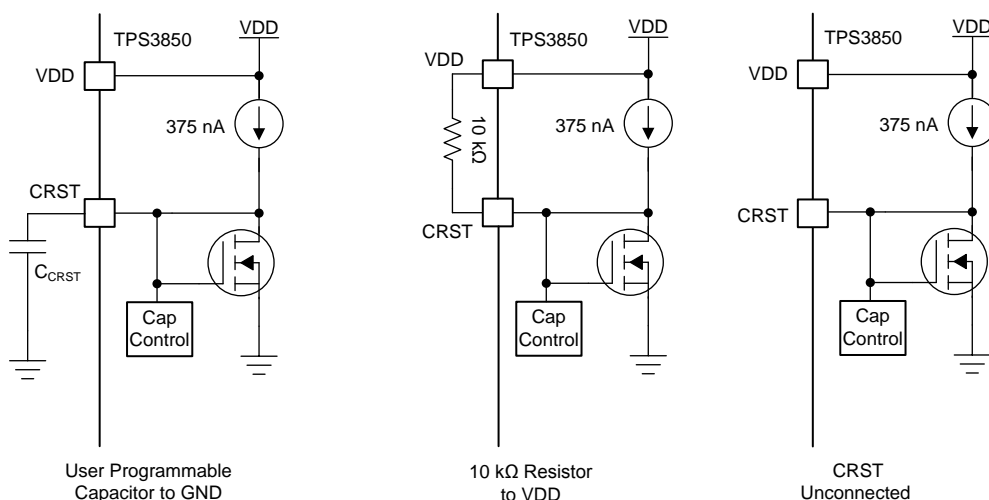 TPS3850
VDD
VDD
375 nA
CRST
C_CRST
Cap
Control
User Programmable
Capacitor to GND
TPS3850
VDD
VDD
10 kΩ
375 nA
CRST
Cap
Control
10 kΩ Resistor
to VDD
TPS3850
VDD
VDD
375 nA
CRST
Cap
Control
CRST
Unconnected